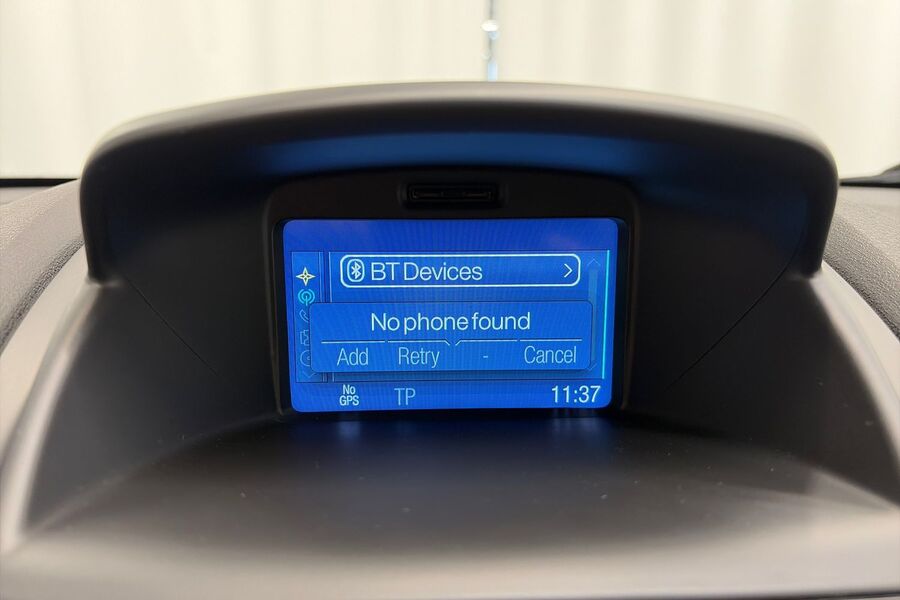 BT Devices
No phone found
Add Retry - Cancel
No GPS TP 11:37